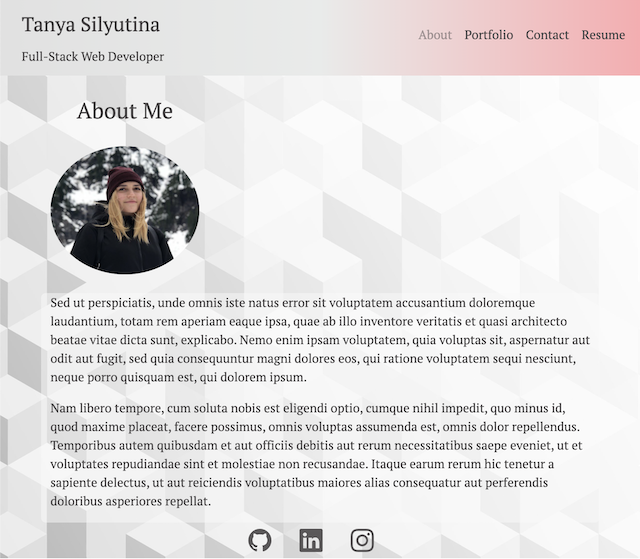 Tanya Silyutina
Full-Stack Web Developer
About Portfolio Contact Resume
About Me
Sed ut perspiciatis, unde omnis iste natus error sit voluptatem accusantium doloremque
laudantium, totam rem aperiam eaque ipsa, quae ab illo inventore veritatis et quasi architecto
beatae vitae dicta sunt, explicabo. Nemo enim ipsam voluptatem, quia voluptas sit, aspernatur aut
odit aut fugit, sed quia consequuntur magni dolores eos, qui ratione voluptatem sequi nesciunt,
neque porro quisquam est, qui dolorem ipsum.
Nam libero tempore, cum soluta nobis est eligendi optio, cumque nihil impedit, quo minus id,
quod maxime placeat, facere possimus, omnis voluptas assumenda est, omnis dolor repellendus.
Temporibus autem quibusdam et aut officiis debitis aut rerum necessitatibus saepe eveniet, ut et
voluptates repudiandae sint et molestiae non recusandae. Itaque earum rerum hic tenetur a
sapiente delectus, ut aut reiciendis voluptatibus maiores alias consequatur aut perferendis
doloribus asperiores repellat.